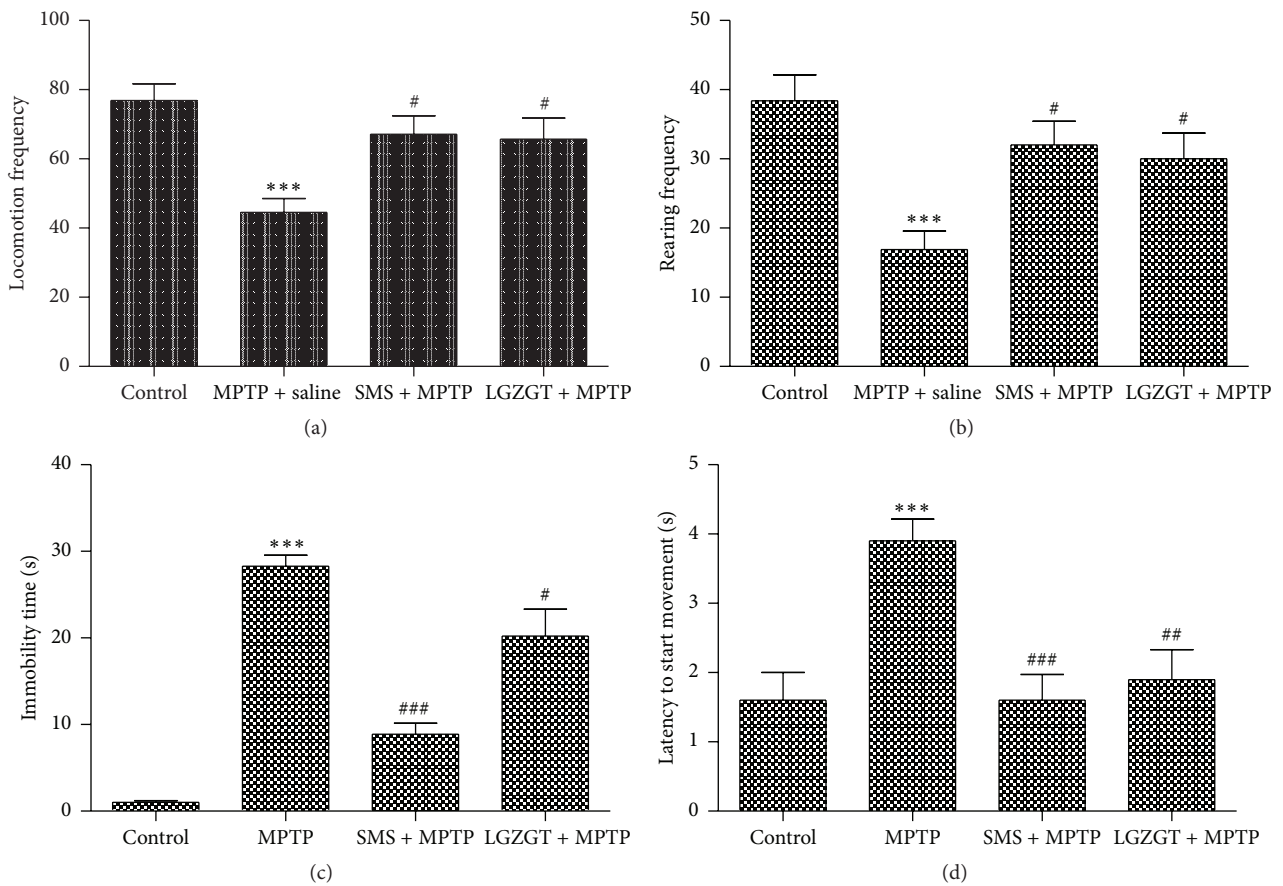 100
80
60
40
20
0
Locomotion frequency
***
#
#
Control
MPTP + saline
SMS + MPTP
LGZGT + MPTP
(a)
50
40
30
20
10
0
Rearing frequency
***
#
#
Control
MPTP + saline
SMS + MPTP
LGZGT + MPTP
(b)
40
30
20
10
0
Immobility time (s)
***
###
#
Control
MPTP
SMS + MPTP
LGZGT + MPTP
(c)
5
4
3
2
1
0
Latency to start movement (s)
***
###
##
Control
MPTP
SMS + MPTP
LGZGT + MPTP
(d)